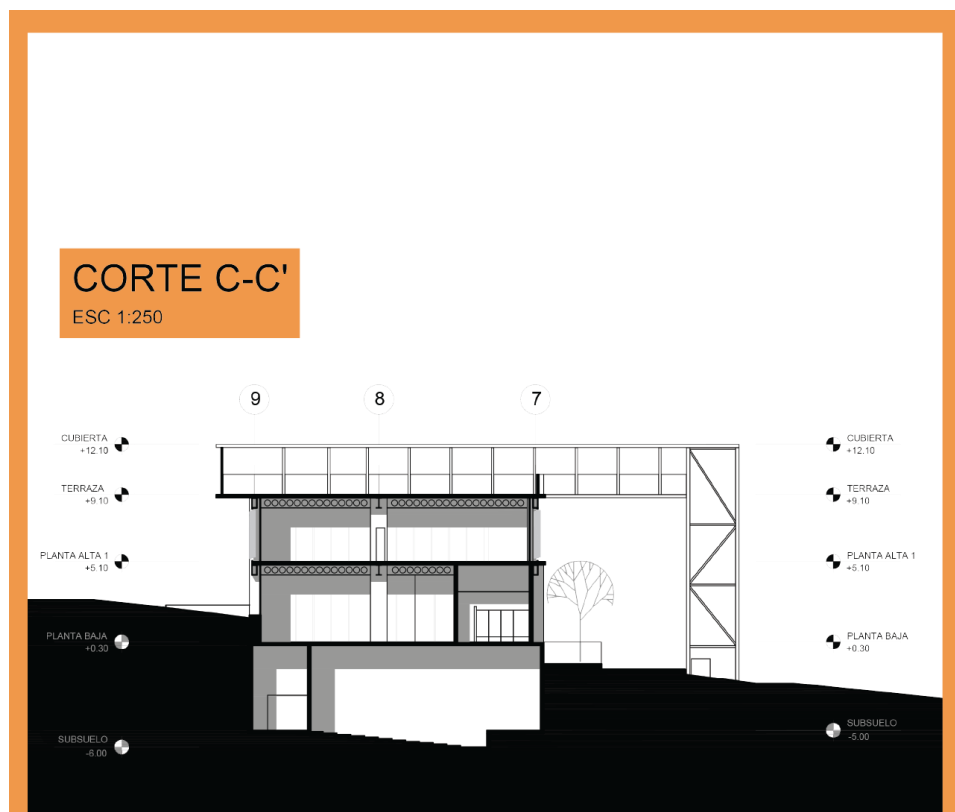 CORTE C-C'
ESC 1:250
9 8 7
CUBIERTA
+12.10
CUBIERTA
+12.10
TERRAZA
+9.10
TERRAZA
+9.10
PLANTA ALTA 1
+5.10
PLANTA ALTA 1
+5.10
PLANTA BAJA
+0.30
PLANTA BAJA
+0.30
SUBSUELO
-6.00
SUBSUELO
-5.00